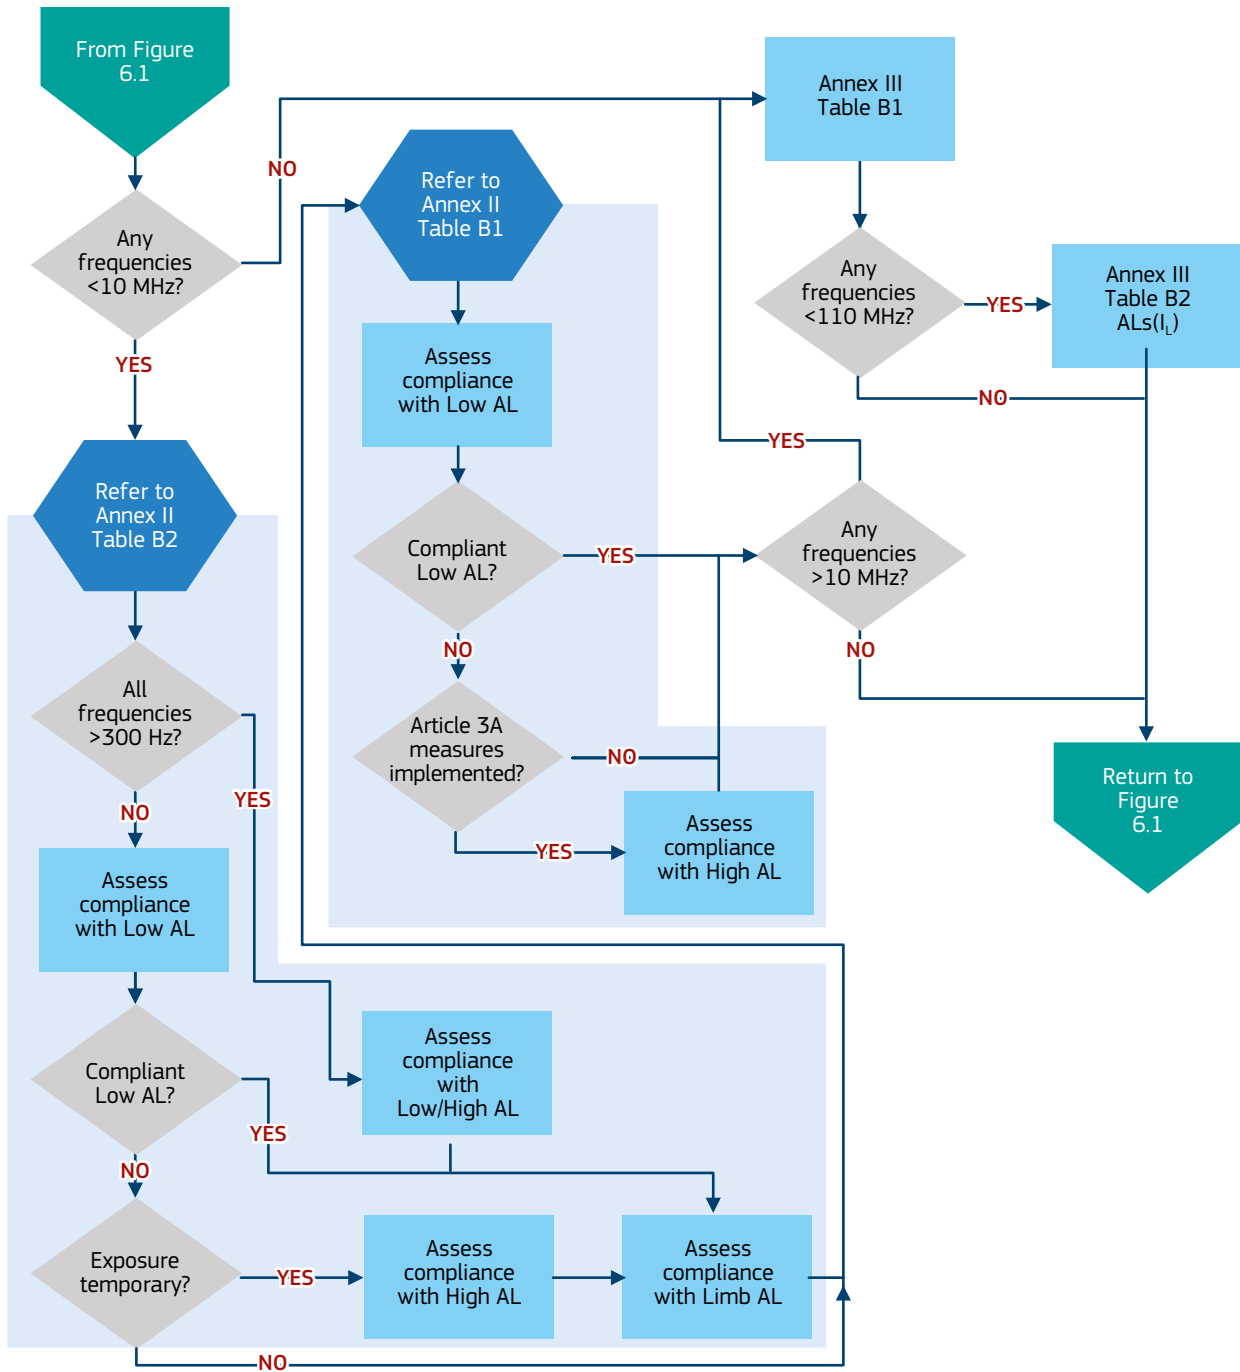 From Figure
6.1
Any
frequencies
<10 MHz?
NO
YES
Refer to
Annex II
Table B2
All
frequencies
>300 Hz?
YES
NO
Assess
compliance
with Low AL
Compliant
Low AL?
YES
NO
Exposure
temporary?
YES
NO
Assess
compliance
with
Low/High AL
Assess
compliance
with High AL
Assess
compliance
with Limb AL
Refer to
Annex II
Table B1
Assess
compliance
with Low AL
Compliant
Low AL?
YES
NO
Article 3A
measures
implemented?
NO
YES
Assess
compliance
with High AL
Any
frequencies
>10 MHz?
YES
NO
Annex III
Table B1
Any
frequencies
<110 MHz?
YES
NO
Annex III
Table B2
ALs(I_L)
Return to
Figure
6.1